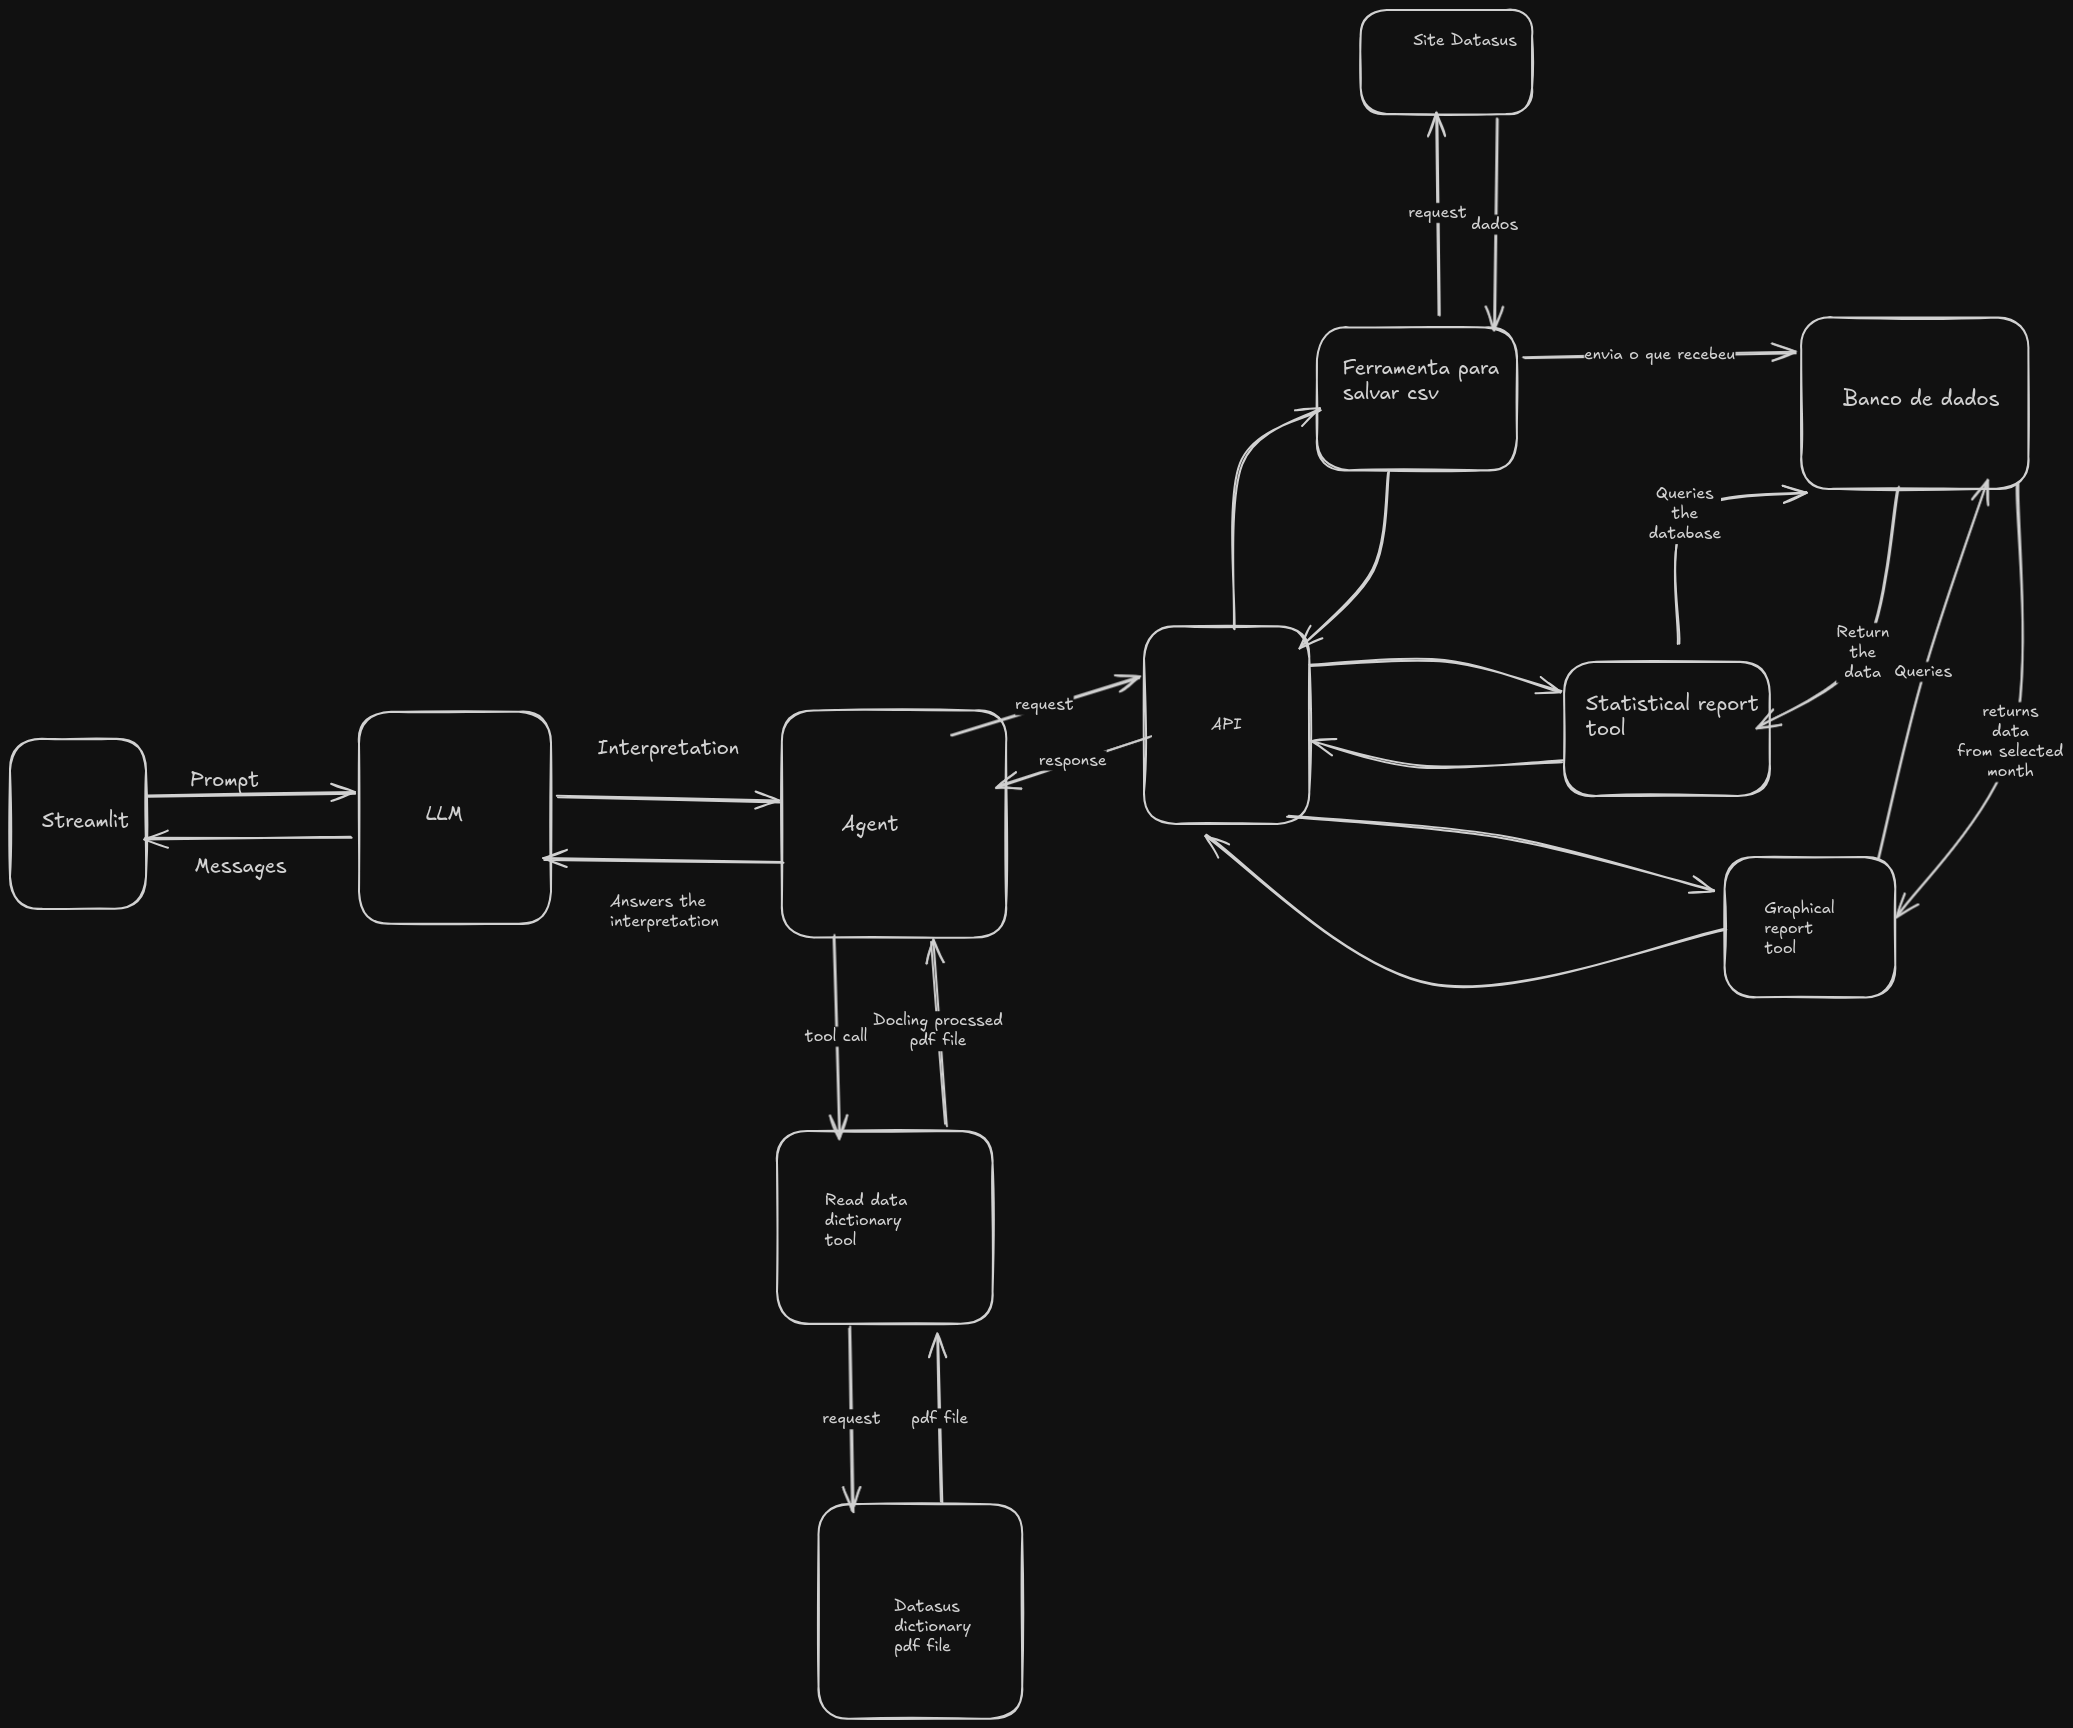 Site Datasus
request
dados
Ferramenta para
salvar csv
envia o que recebeu
Banco de dados
Queries
the
database
Return
the
data
Queries
returns
data
from selected
month
Statistical report
tool
API
request
response
Graphical
report
tool
Streamlit
Prompt
Messages
LLM
Interpretation
Answers the
interpretation
Agent
tool call
Docling procssed
pdf file
Read data
dictionary
tool
request
pdf file
Datasus
dictionary
pdf file